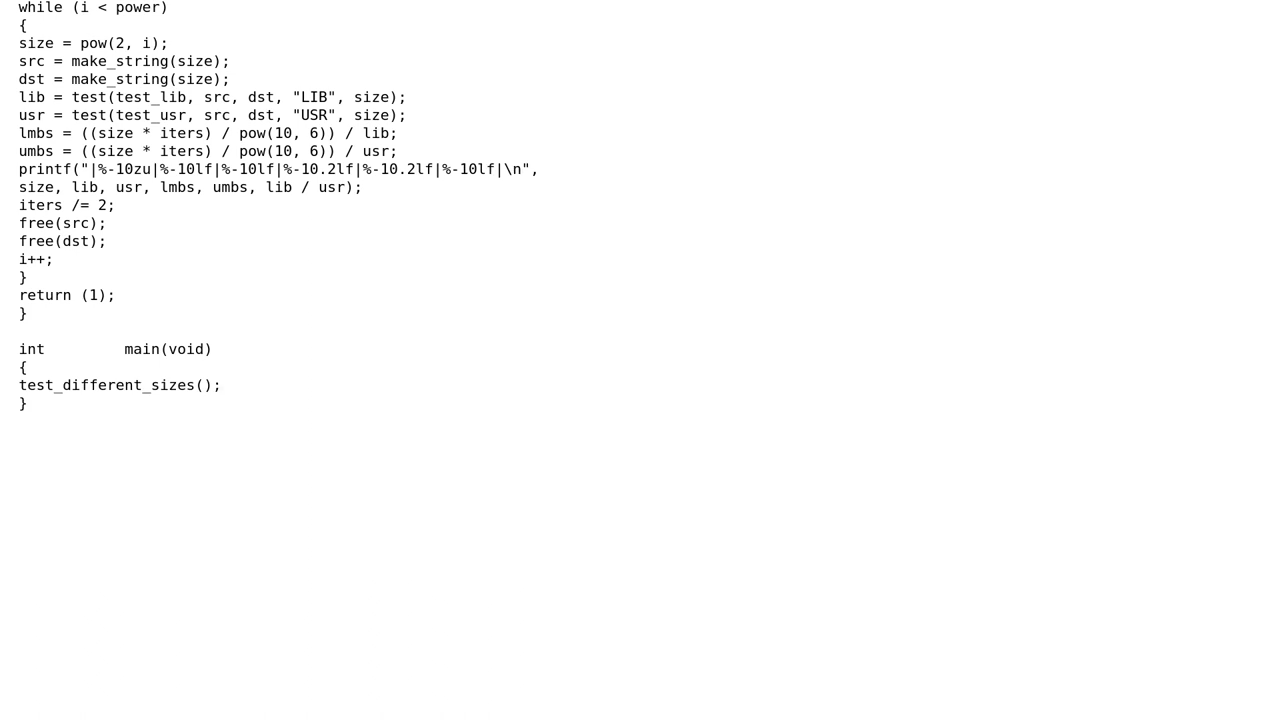 while (i < power)
{
size = pow(2, i);
src = make_string(size);
dst = make_string(size);
lib = test(test_lib, src, dst, "LIB", size);
usr = test(test_usr, src, dst, "USR", size);
lmbs = ((size * iters) / pow(10, 6)) / lib;
umbs = ((size * iters) / pow(10, 6)) / usr;
printf("|%-10zu|%-10lf|%-10lf|%-10.2lf|%-10.2lf|%-10lf|\n",
size, lib, usr, lmbs, umbs, lib / usr);
iters /= 2;
free(src);
free(dst);
i++;
}
return (1);
}

int         main(void)
{
test_different_sizes();
}